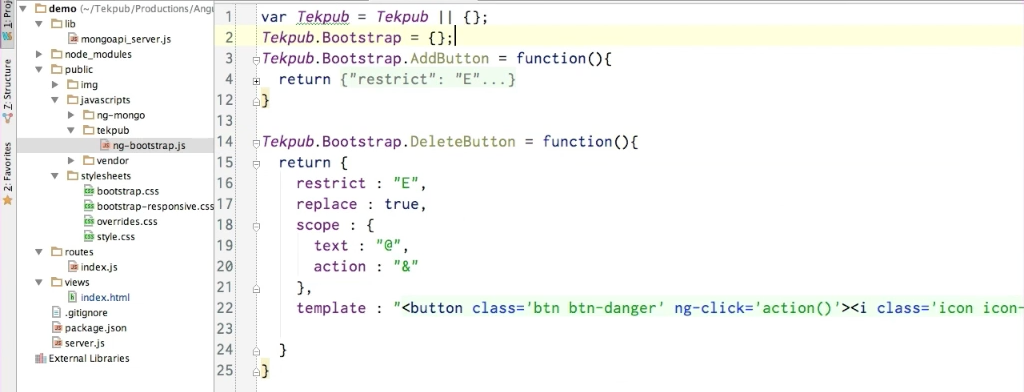 demo (~/Tekpub/Productions/Ang
lib
mongoapi_server.js
node_modules
public
img
javascripts
ng-mongo
tekpub
ng-bootstrap.js
vendor
stylesheets
bootstrap.css
bootstrap-responsive.css
overrides.css
style.css
routes
index.js
views
index.html
.gitignore
package.json
server.js
External Libraries
Z: Structure
2: Favorites
1 var Tekpub = Tekpub || {};
2 Tekpub.Bootstrap = {};
3 Tekpub.Bootstrap.AddButton = function(){
4 return {"restrict": "E"...}
12 }
13
14 Tekpub.Bootstrap.DeleteButton = function(){
15 return {
16 restrict : "E",
17 replace : true,
18 scope : {
19 text : "@",
20 action : "&"
21 },
22 template : "<button class='btn btn-danger' ng-click='action()'><i class='icon icon-
23
24 }
25 }